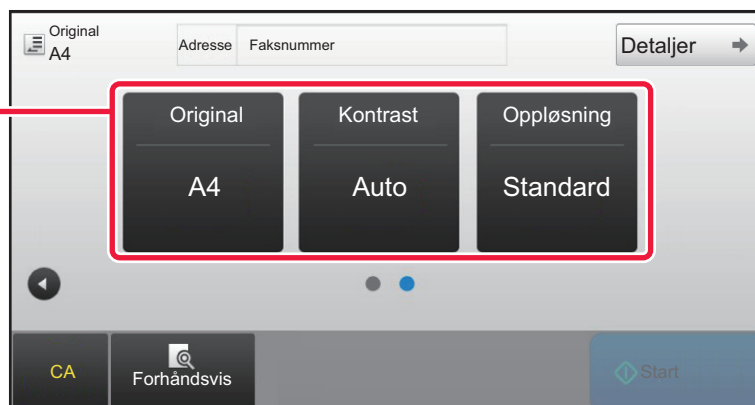 Original
A4
Adresse Faksnummer
Detaljer
Original Kontrast Oppløsning
A4 Auto Standard
CA Forhåndsvis Start